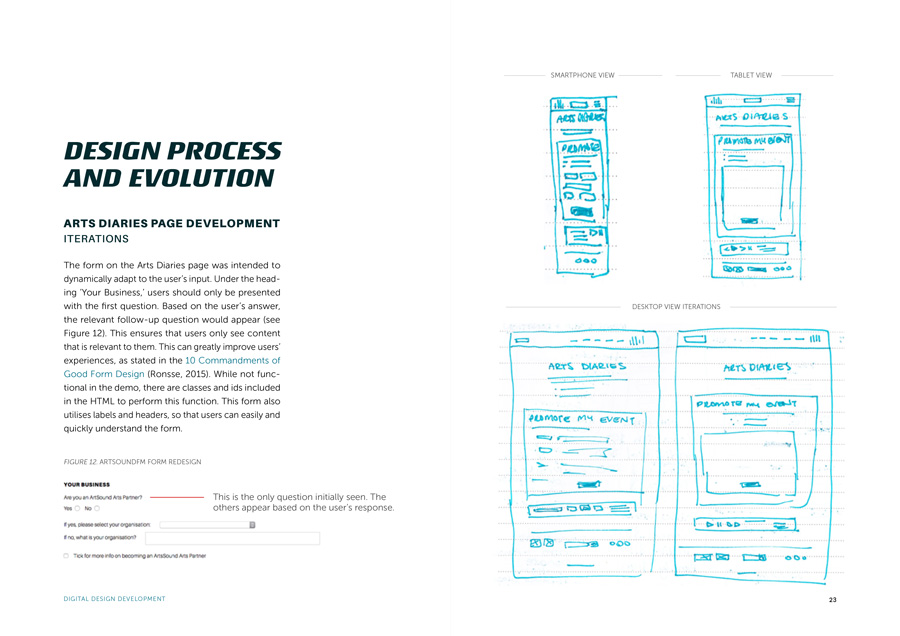 DESIGN PROCESS
AND EVOLUTION
ARTS DIARIES PAGE DEVELOPMENT
ITERATIONS
The form on the Arts Diaries page was intended to
dynamically adapt to the user's input. Under the head-
ing 'Your Business,' users should only be presented
with the first question. Based on the user's answer,
the relevant follow-up question would appear (see
Figure 12). This ensures that users only see content
that is relevant to them. This can greatly improve users'
experiences, as stated in the 10 Commandments of
Good Form Design (Ronsse, 2015). While not func-
tional in the demo, there are classes and ids included
in the HTML to perform this function. This form also
utilises labels and headers, so that users can easily and
quickly understand the form.
FIGURE 12. ARTSOUNDFM FORM REDESIGN
YOUR BUSINESS
Are you an ArtSound Arts Partner?
Yes No
This is the only question initially seen. The
others appear based on the user's response.
If yes, please select your organisation:
If no, what is your organisation?
Tick for more info on becoming an ArtSound Arts Partner
DIGITAL DESIGN DEVELOPMENT
SMARTPHONE VIEW
ARTS DIARIES
PROMOTE
TABLET VIEW
ARTS DIARIES
PROMOTE MY EVENT
DESKTOP VIEW ITERATIONS
ARTS DIARIES
PROMOTE MY EVENT
ARTS DIARIES
PROMOTE MY EVENT
23